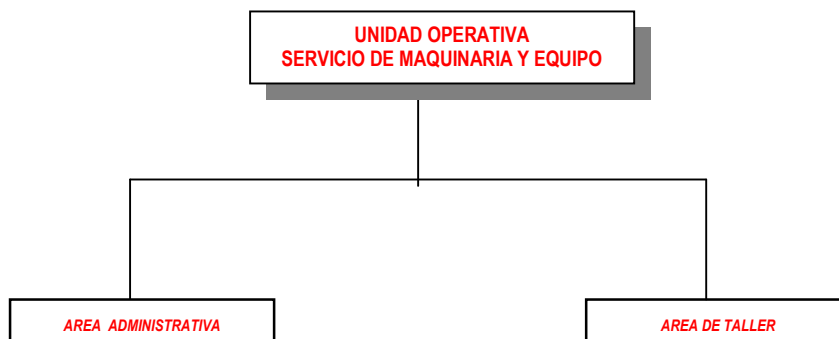 UNIDAD OPERATIVA
SERVICIO DE MAQUINARIA Y EQUIPO
AREA ADMINISTRATIVA
AREA DE TALLER